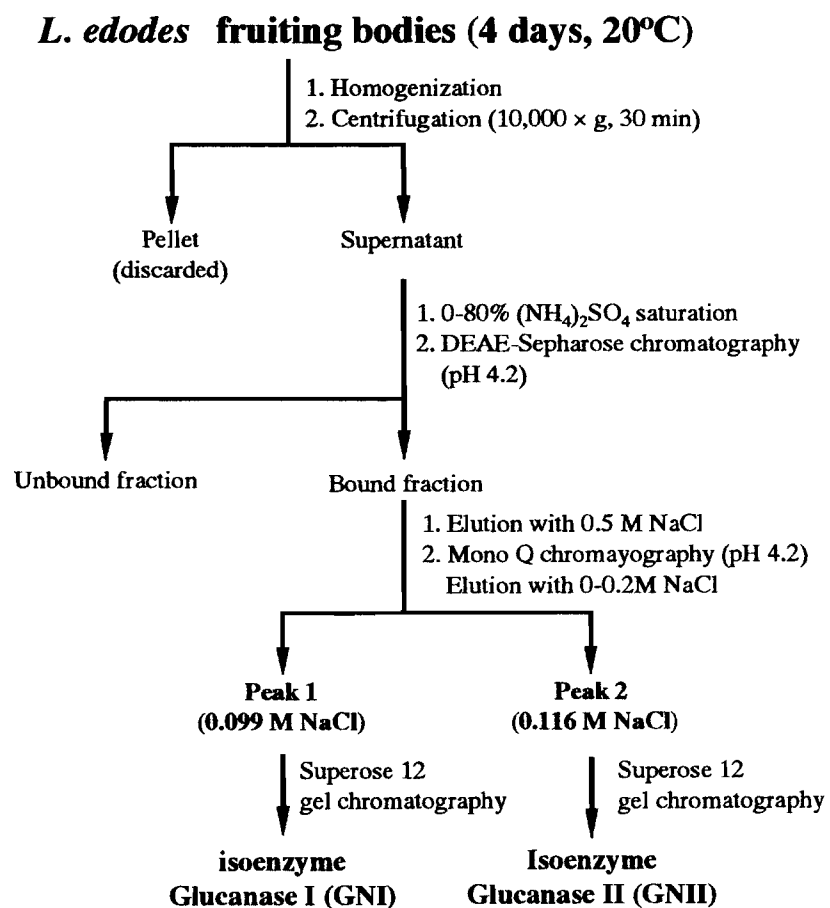 L. edodes fruiting bodies (4 days, 20ºC)
1. Homogenization
2. Centrifugation (10,000 × g, 30 min)
Pellet
(discarded)
Supernatant
1. 0-80% (NH₄)₂SO₄ saturation
2. DEAE-Sepharose chromatography
(pH 4.2)
Unbound fraction
Bound fraction
1. Elution with 0.5 M NaCl
2. Mono Q chromayography (pH 4.2)
Elution with 0-0.2M NaCl
Peak 1
(0.099 M NaCl)
Peak 2
(0.116 M NaCl)
Superose 12
gel chromatography
Superose 12
gel chromatography
isoenzyme
Glucanase I (GNI)
Isoenzyme
Glucanase II (GNII)